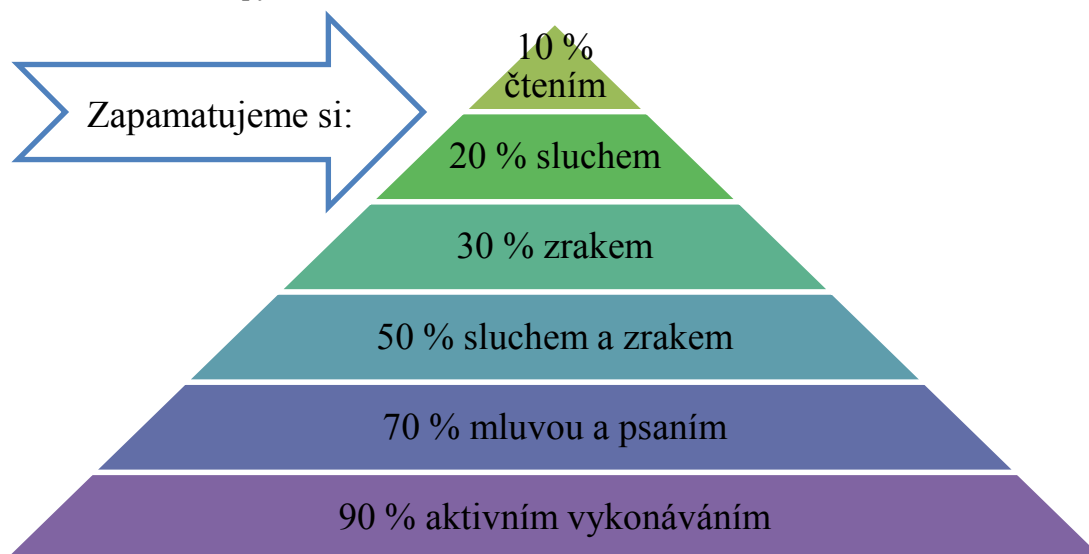 Zapamatujeme si:
10 %
čtením
20 % sluchem
30 % zrakem
50 % sluchem a zrakem
70 % mluvou a psaním
90 % aktivním vykonáváním